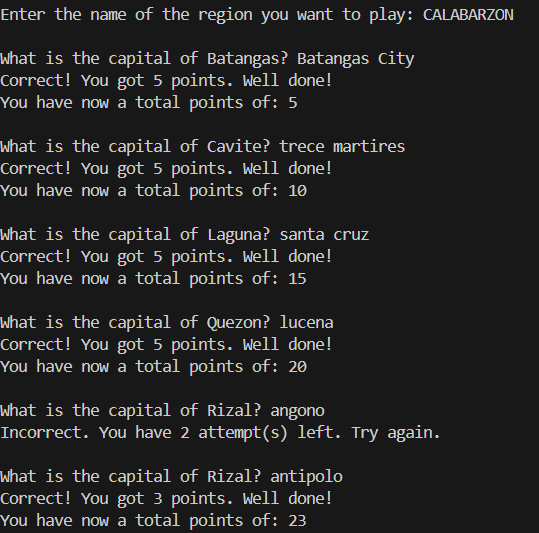 Enter the name of the region you want to play: CALABARZON
What is the capital of Batangas? Batangas City
Correct! You got 5 points. Well done!
You have now a total points of: 5
What is the capital of Cavite? trece martires
Correct! You got 5 points. Well done!
You have now a total points of: 10
What is the capital of Laguna? santa cruz
Correct! You got 5 points. Well done!
You have now a total points of: 15
What is the capital of Quezon? lucena
Correct! You got 5 points. Well done!
You have now a total points of: 20
What is the capital of Rizal? angono
Incorrect. You have 2 attempt(s) left. Try again.
What is the capital of Rizal? antipolo
Correct! You got 3 points. Well done!
You have now a total points of: 23